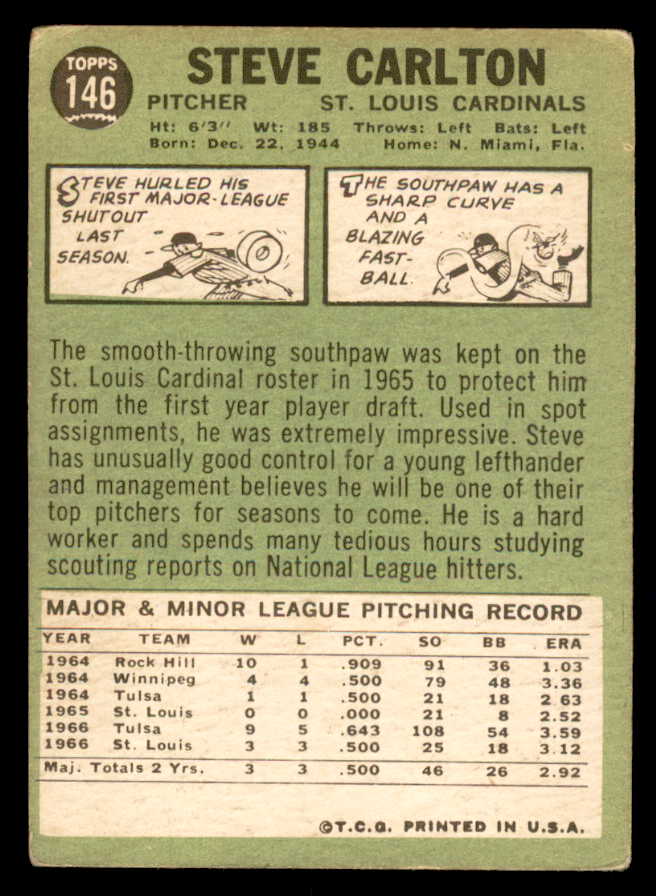 TOPPS
146
STEVE CARLTON
PITCHER ST. LOUIS CARDINALS
Ht: 6'3" Wt: 185 Throws: Left Bats: Left
Born: Dec. 22, 1944 Home: N. Miami, Fla.
STEVE HURLED HIS
FIRST MAJOR-LEAGUE
SHUTOUT
LAST
SEASON.
THE SOUTHPAW HAS A
SHARP CURVE
AND A
BLAZING
FAST-
BALL.
The smooth-throwing southpaw was kept on the
St. Louis Cardinal roster in 1965 to protect him
from the first year player draft. Used in spot
assignments, he was extremely impressive. Steve
has unusually good control for a young lefthander
and management believes he will be one of their
top pitchers for seasons to come. He is a hard
worker and spends many tedious hours studying
scouting reports on National League hitters.
MAJOR & MINOR LEAGUE PITCHING RECORD
YEAR TEAM W L PCT. SO BB ERA
1964 Rock Hill 10 1 .909 91 36 1.03
1964 Winnipeg 4 4 .500 79 48 3.36
1964 Tulsa 1 1 .500 21 18 2.63
1965 St. Louis 0 0 .000 21 8 2.52
1966 Tulsa 9 5 .643 108 54 3.59
1966 St. Louis 3 3 .500 25 18 3.12
Maj. Totals 2 Yrs. 3 3 .500 46 26 2.92
©T.C.G. PRINTED IN U.S.A.